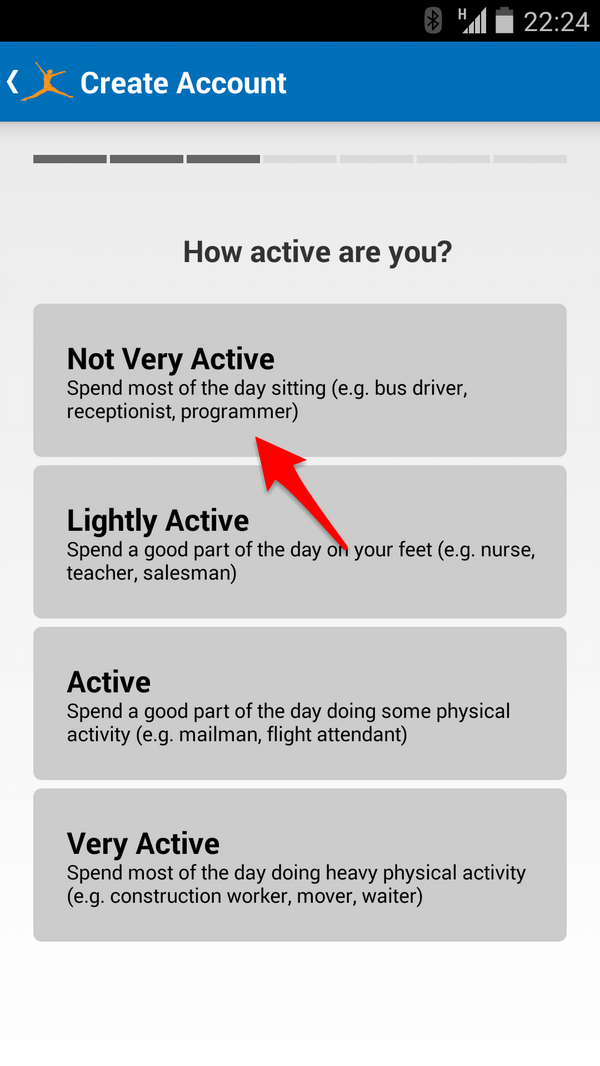 H 22:24
Create Account
How active are you?
Not Very Active
Spend most of the day sitting (e.g. bus driver,
receptionist, programmer)
Lightly Active
Spend a good part of the day on your feet (e.g. nurse,
teacher, salesman)
Active
Spend a good part of the day doing some physical
activity (e.g. mailman, flight attendant)
Very Active
Spend most of the day doing heavy physical activity
(e.g. construction worker, mover, waiter)